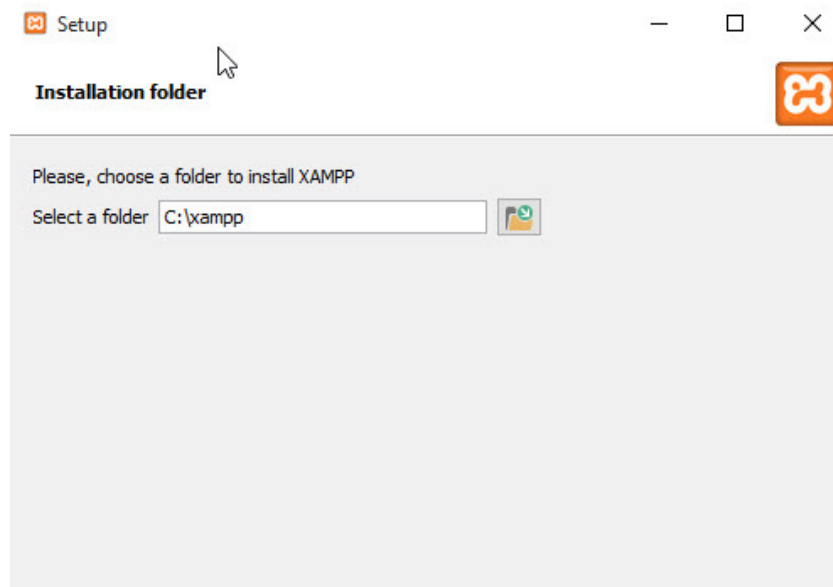 Setup
Installation folder
Please, choose a folder to install XAMPP
Select a folder C:\xampp